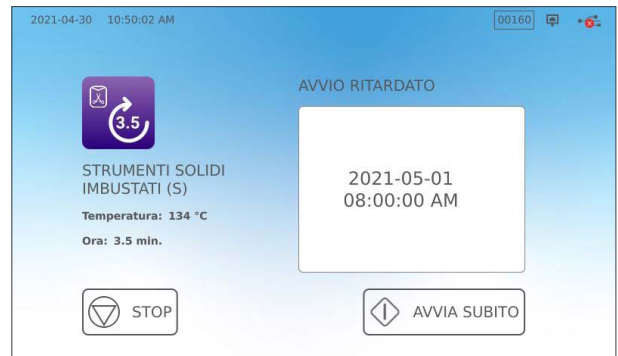 2021-04-30 10:50:02 AM
00160
3.5
STRUMENTI SOLIDI
IMBUSTATI (S)
Temperatura: 134 °C
Ora: 3.5 min.
STOP
AVVIO RITARDATO
2021-05-01
08:00:00 AM
AVVIA SUBITO